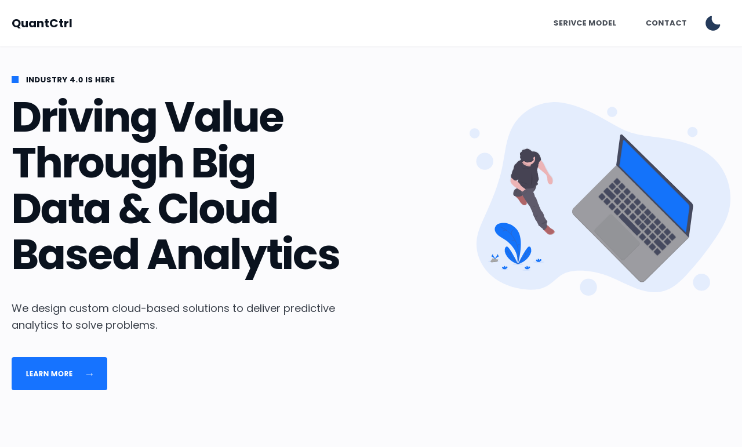 QuantCtrl
SERIVCE MODEL
CONTACT
INDUSTRY 4.0 IS HERE
Driving Value
Through Big
Data & Cloud
Based Analytics
We design custom cloud-based solutions to deliver predictive
analytics to solve problems.
LEARN MORE →